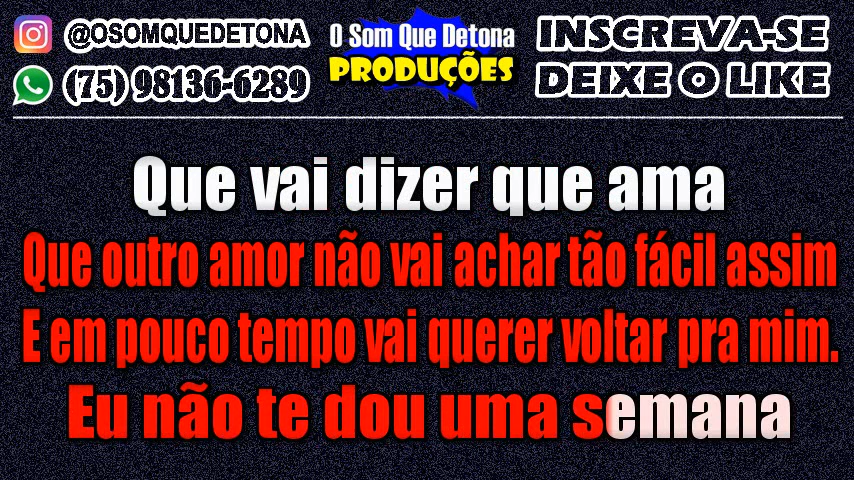 @OSOMQUEDETONA
(75) 98136-6289
O Som Que Detona
PRODUÇÕES
INSCREVA-SE
DEIXE O LIKE
Que vai dizer que ama
Que outro amor não vai achar tão fácil assim
E em pouco tempo vai querer voltar pra mim.
Eu não te dou uma semana